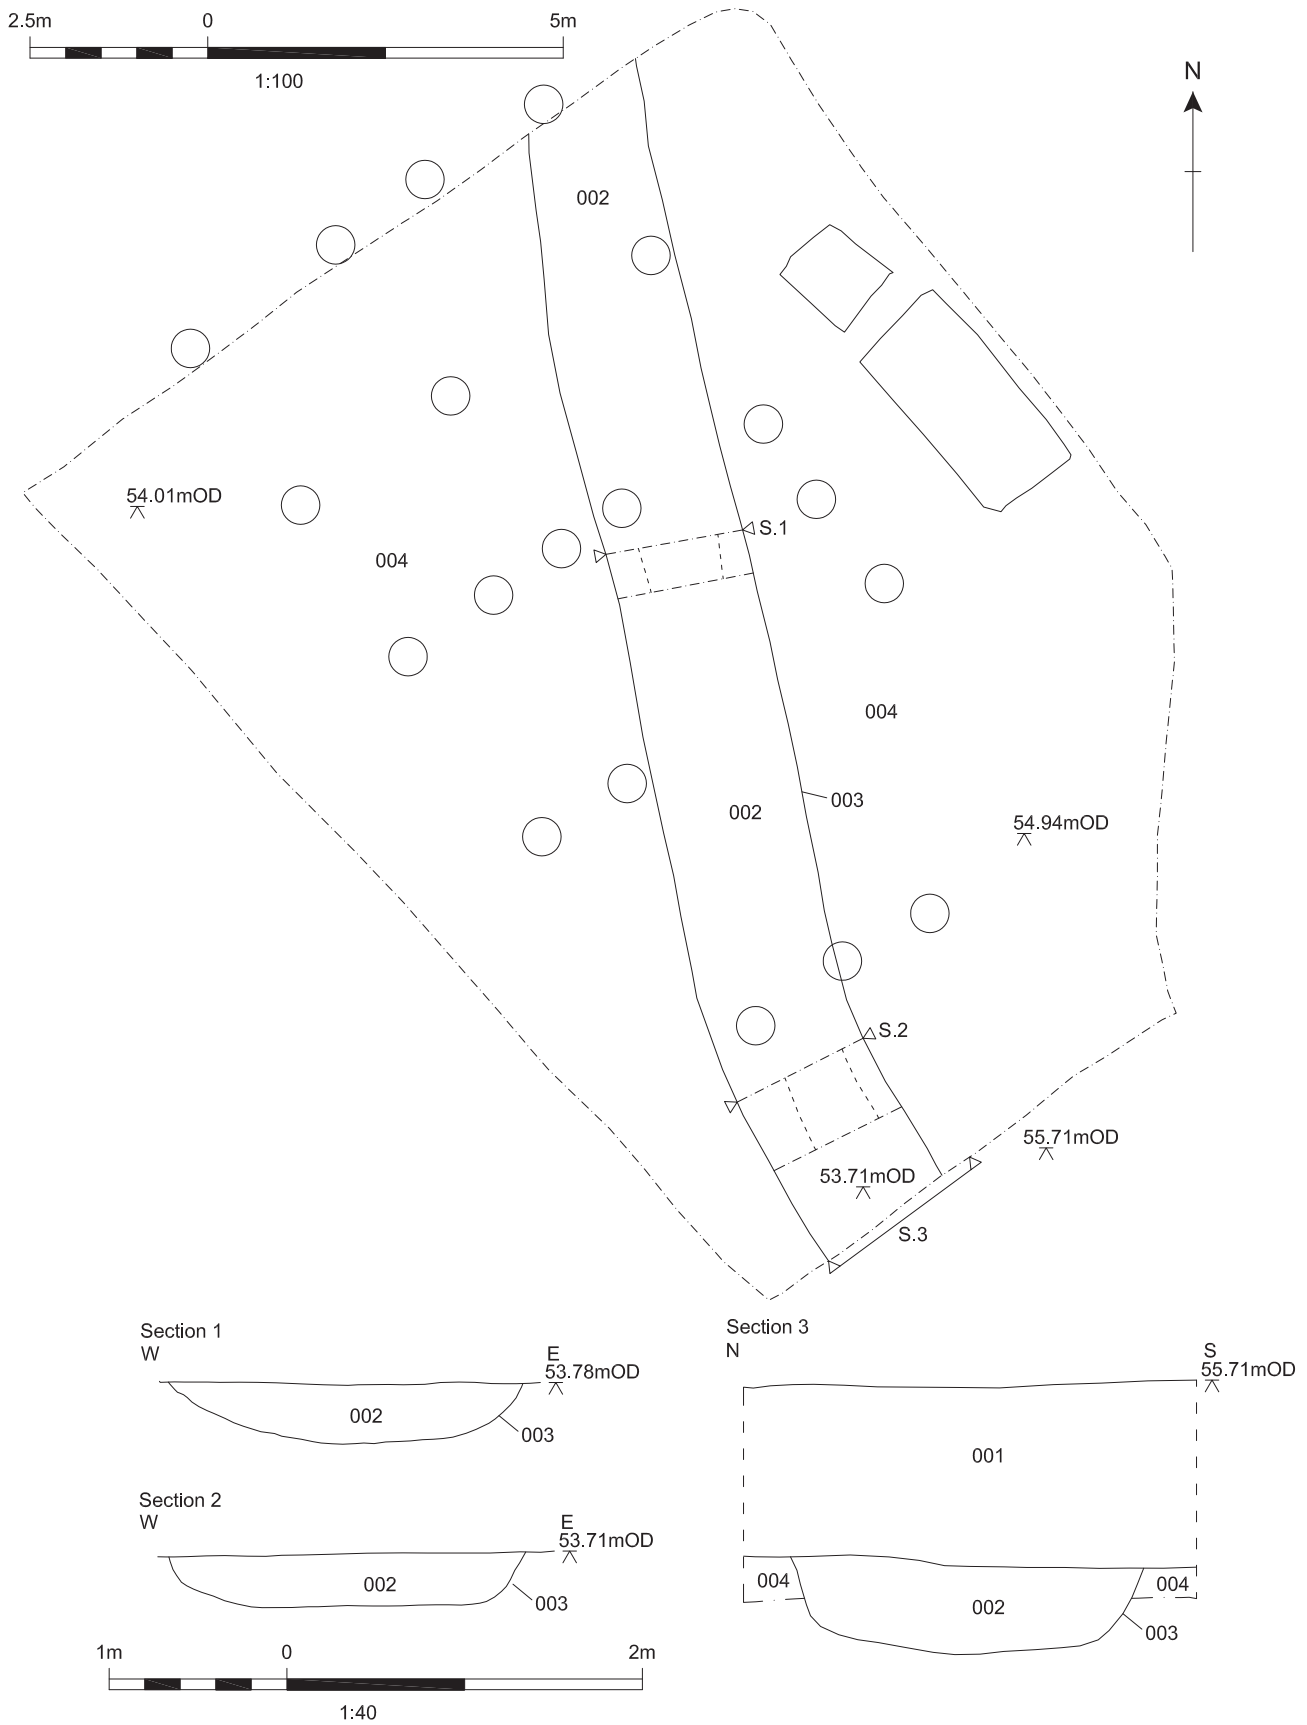 2.5m 0 5m
1:100
N
002
54.01mOD
S.1
004
004
003
002
54.94mOD
S.2
55.71mOD
53.71mOD
S.3
Section 1
W E
53.78mOD
002
003
Section 2
W E
53.71mOD
002
003
1m 0 2m
1:40
Section 3
N S
55.71mOD
001
004 004
002
003